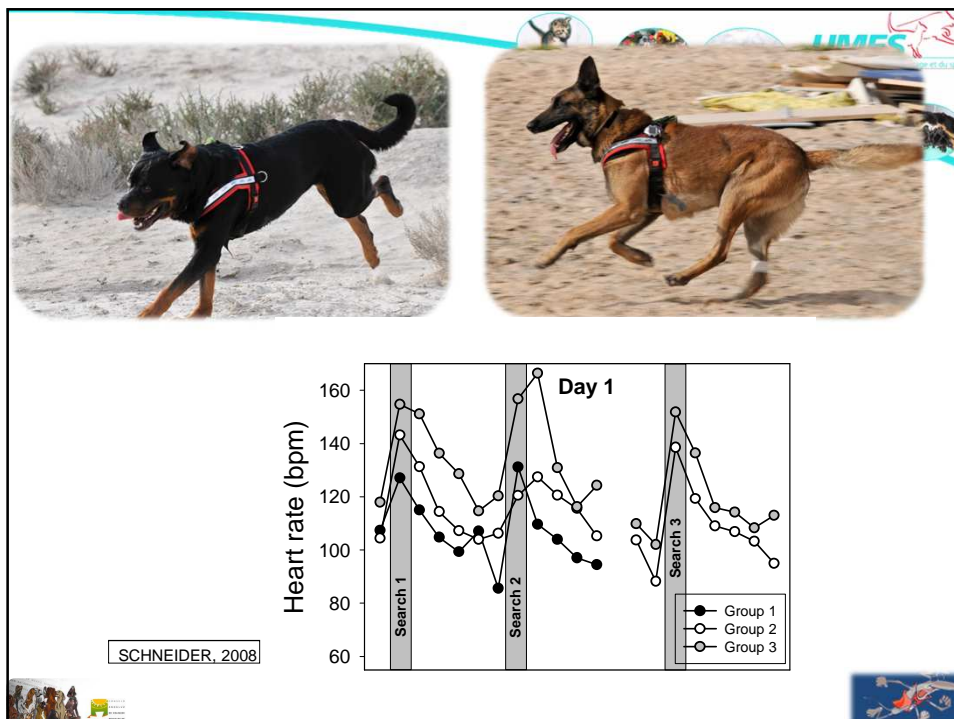 UMES
Day 1
160
140
120
100
80
60
Heart rate (bpm)
Search 1
Search 2
Search 3
Group 1
Group 2
Group 3
SCHNEIDER, 2008